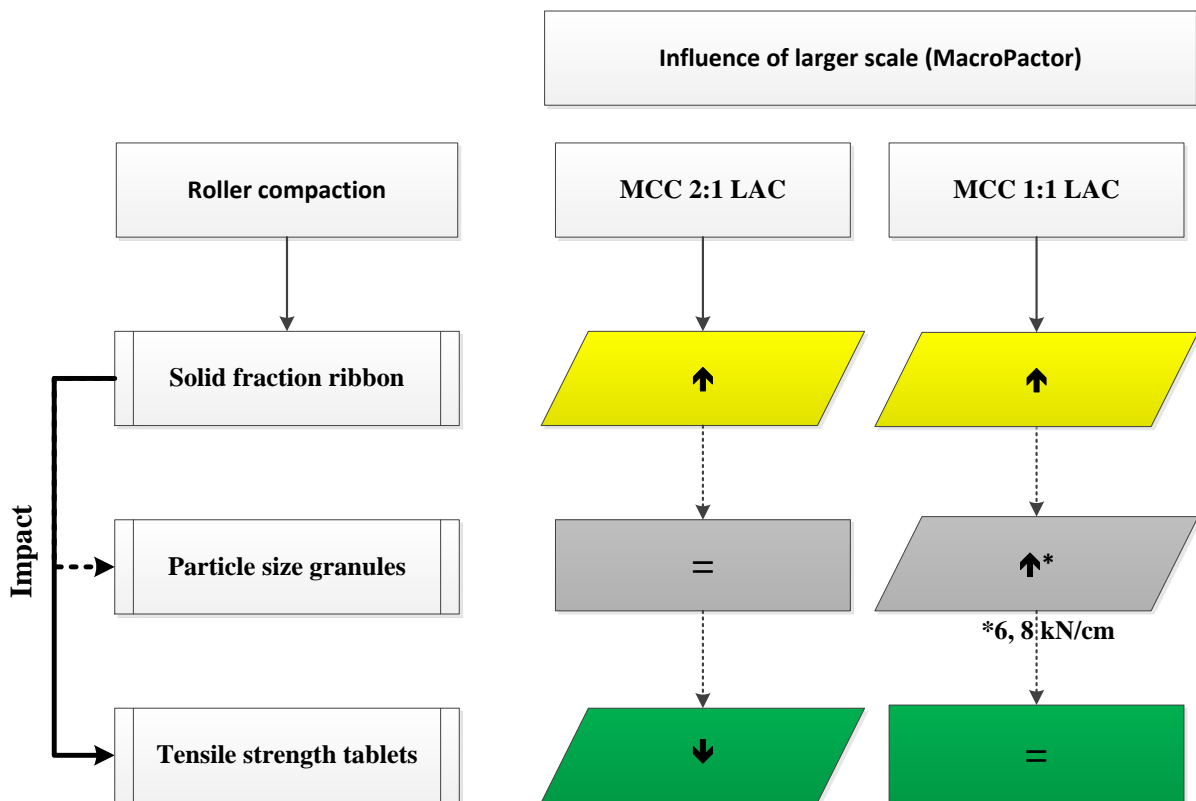 Influence of larger scale (MacroPactor)
Roller compaction
MCC 2:1 LAC
MCC 1:1 LAC
Solid fraction ribbon
↑
↑
Impact
Particle size granules
=
↑*
*6, 8 kN/cm
Tensile strength tablets
↓
=